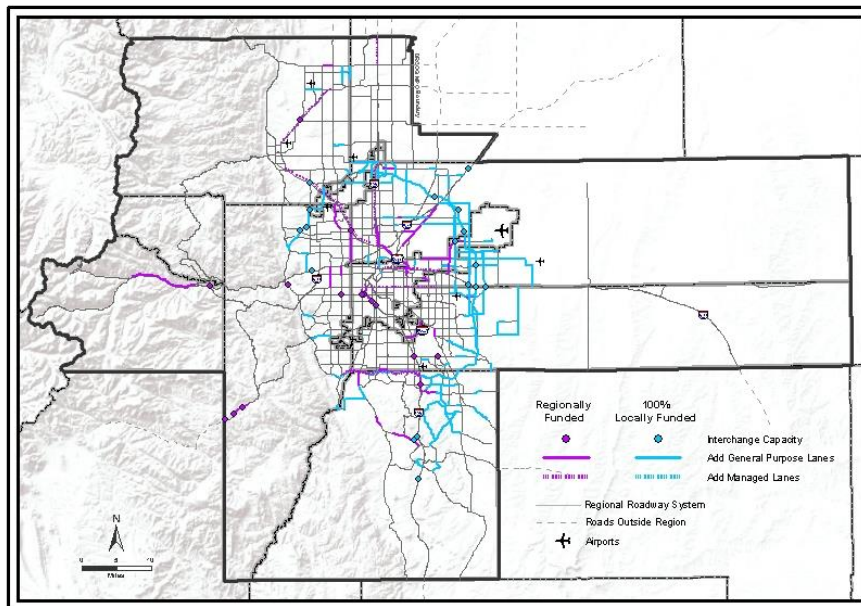 Regionally
Funded
100%
Locally Funded
Interchange Capacity
Add General Purpose Lanes
Add Managed Lanes
Regional Roadway System
Roads Outside Region
Airports
N
Miles